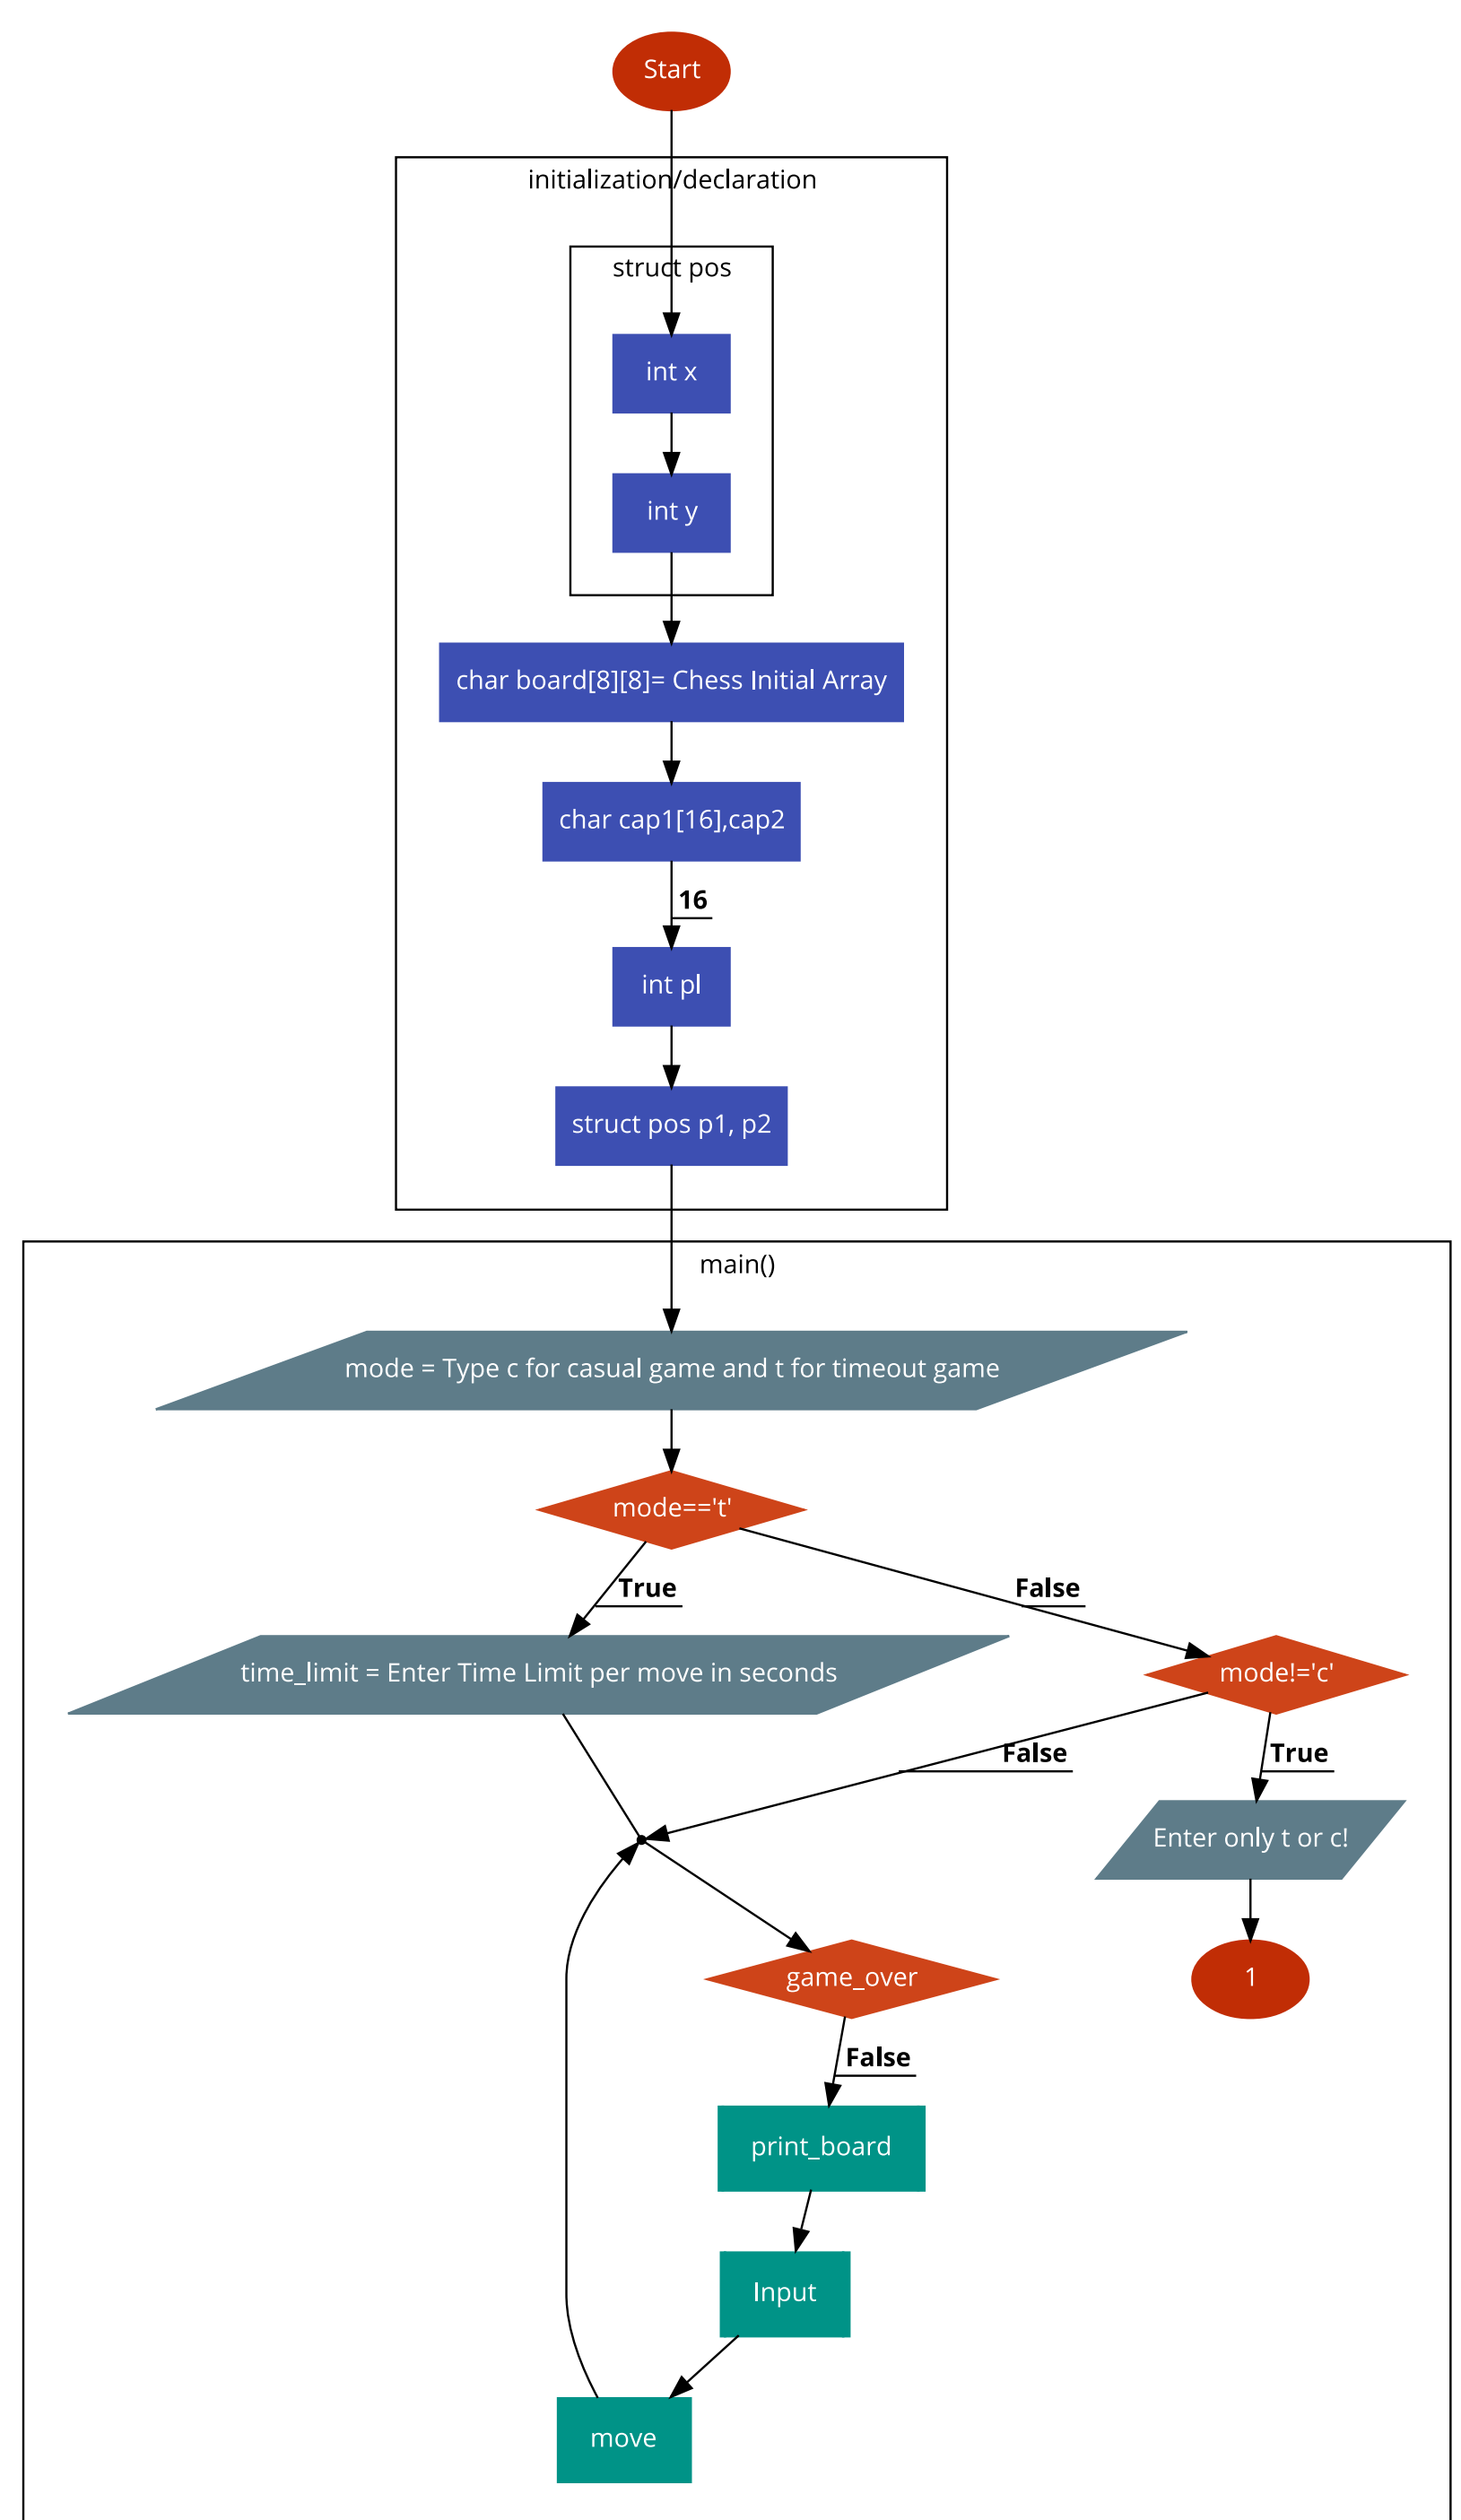 Start
initialization/declaration
struct pos
int x
int y
char board[8][8]= Chess Initial Array
char cap1[16],cap2
16
int pl
struct pos p1, p2
main()
mode = Type c for casual game and t for timeout game
mode=='t'
True
False
time_limit = Enter Time Limit per move in seconds
mode!='c'
False
True
Enter only t or c!
game_over
1
False
print_board
Input
move